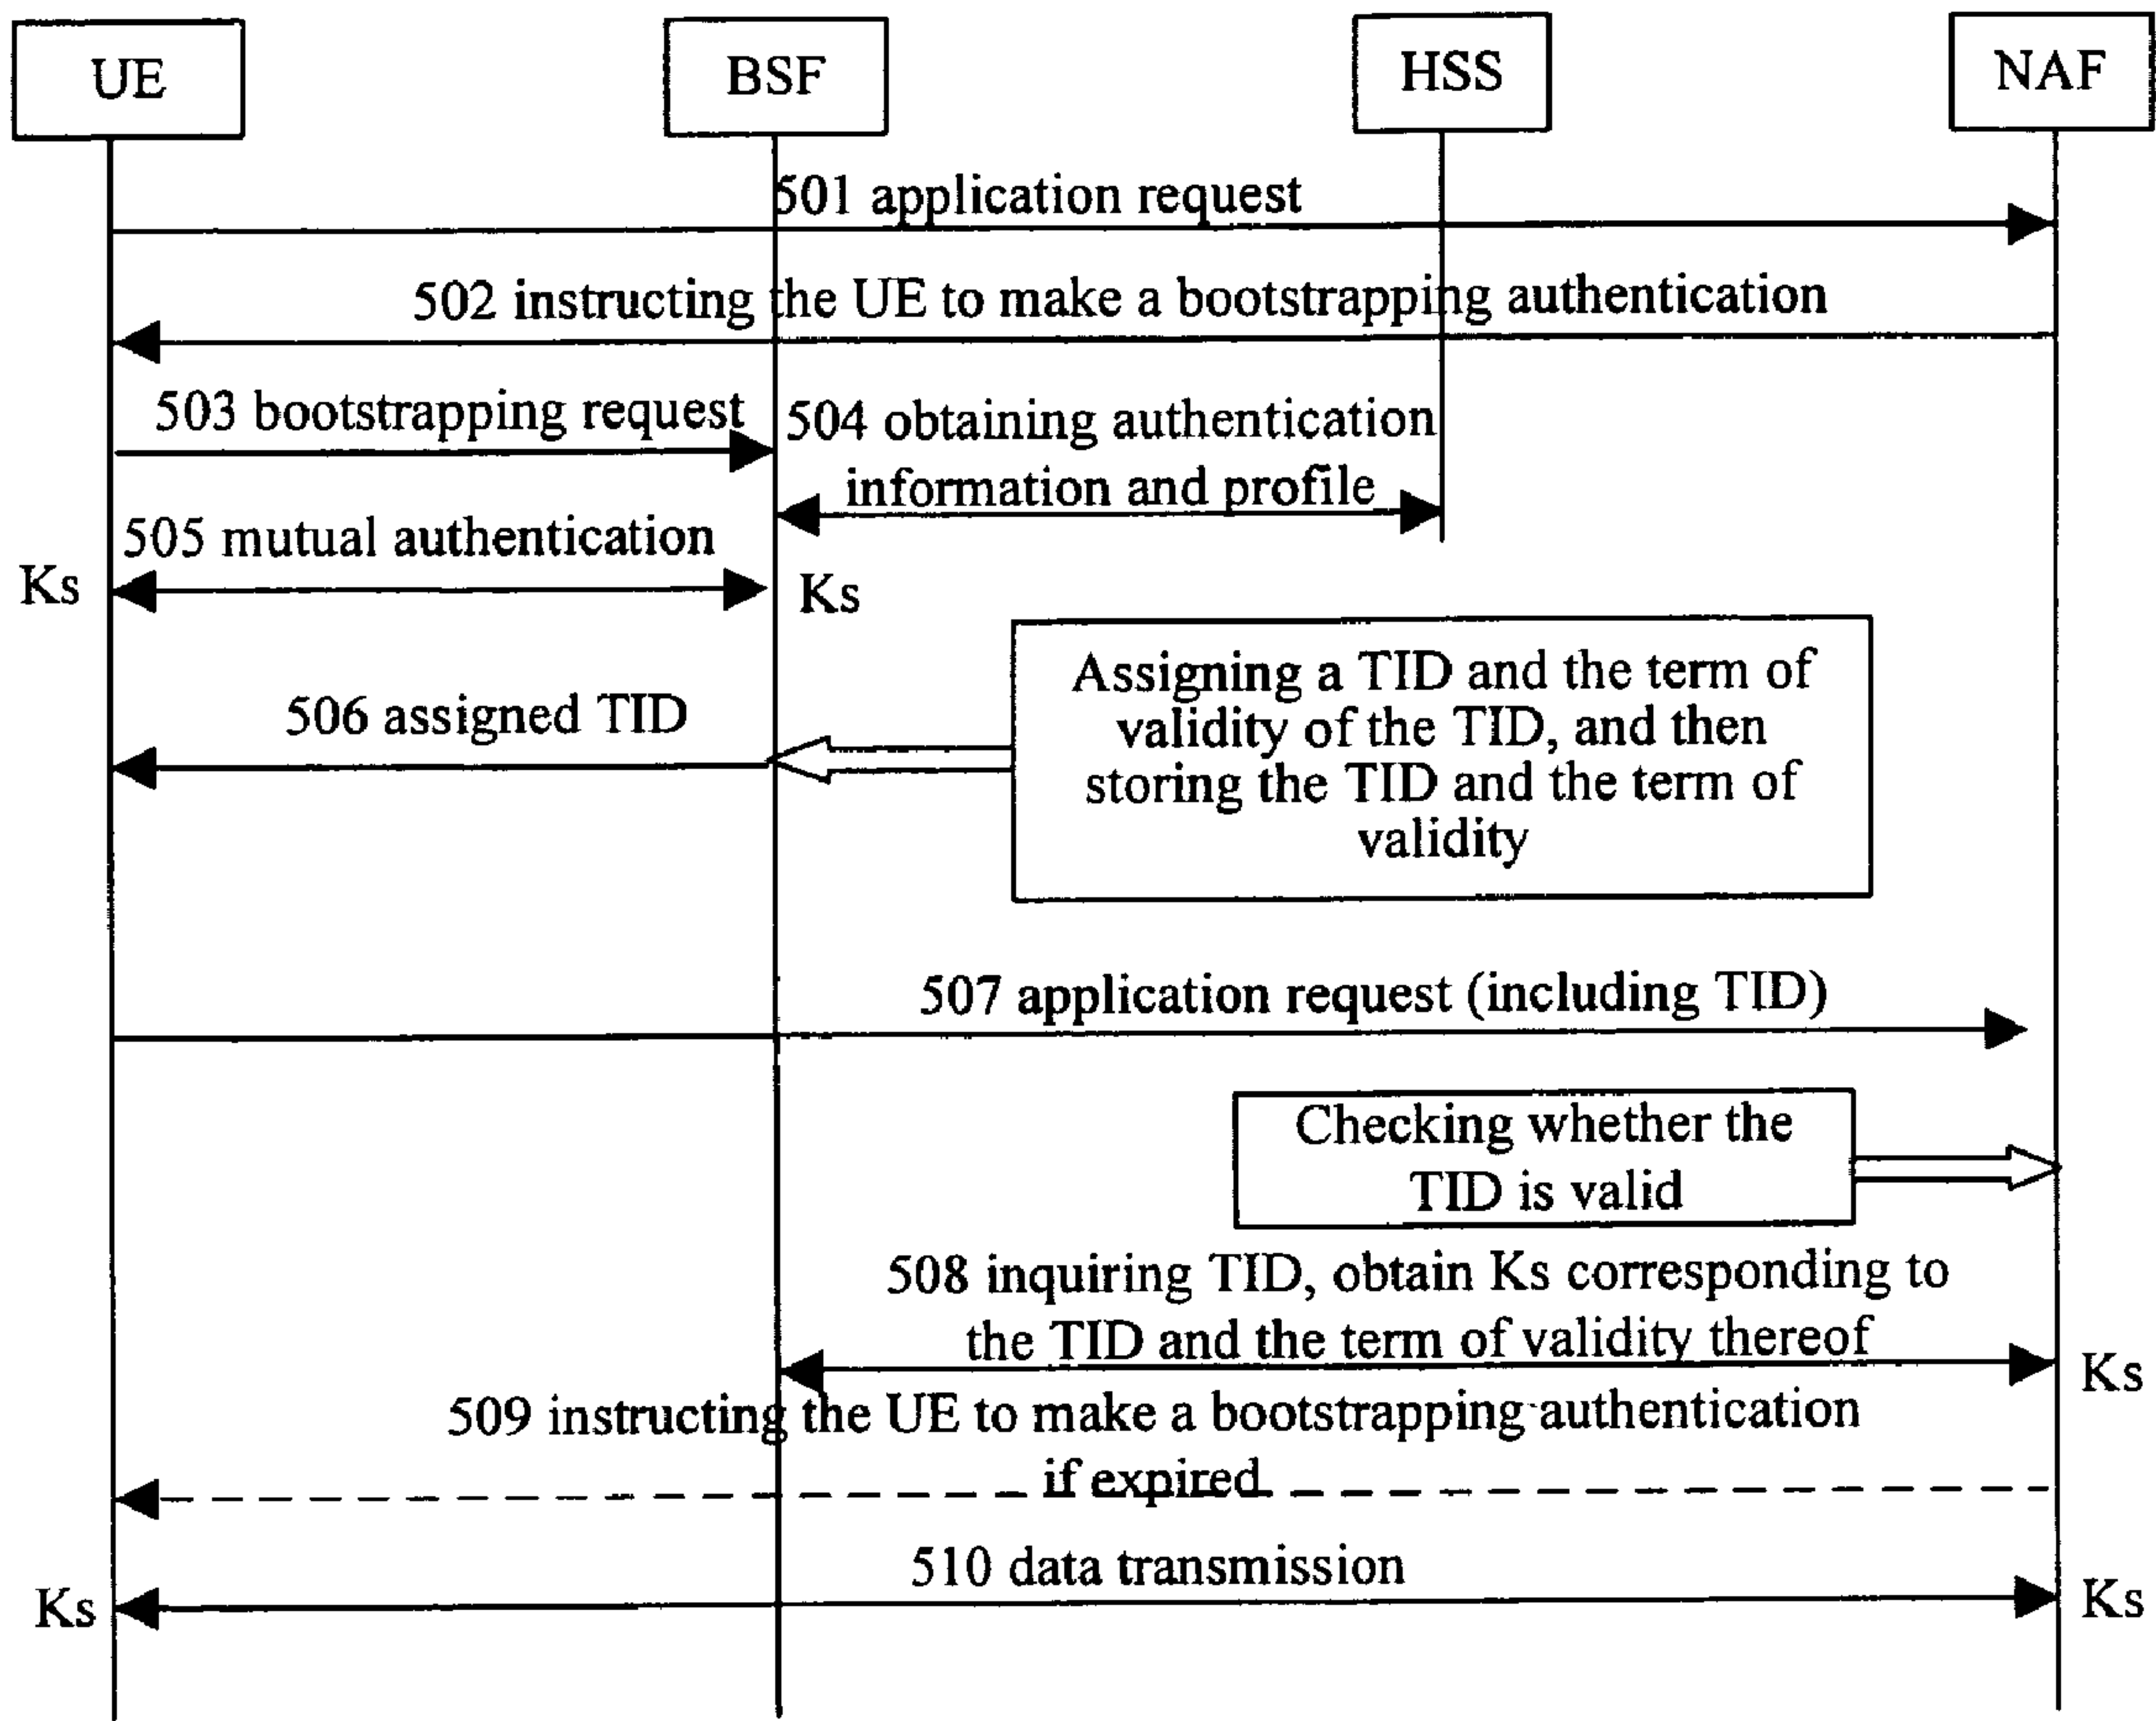 UE
BSF
HSS
NAF
501 application request
502 instructing the UE to make a bootstrapping authentication
503 bootstrapping request
504 obtaining authentication
information and profile
505 mutual authentication
Ks
Ks
Assigning a TID and the term of
validity of the TID, and then
storing the TID and the term of
validity
506 assigned TID
507 application request (including TID)
Checking whether the
TID is valid
508 inquiring TID, obtain Ks corresponding to
the TID and the term of validity thereof
Ks
509 instructing the UE to make a bootstrapping authentication
if expired
510 data transmission
Ks
Ks